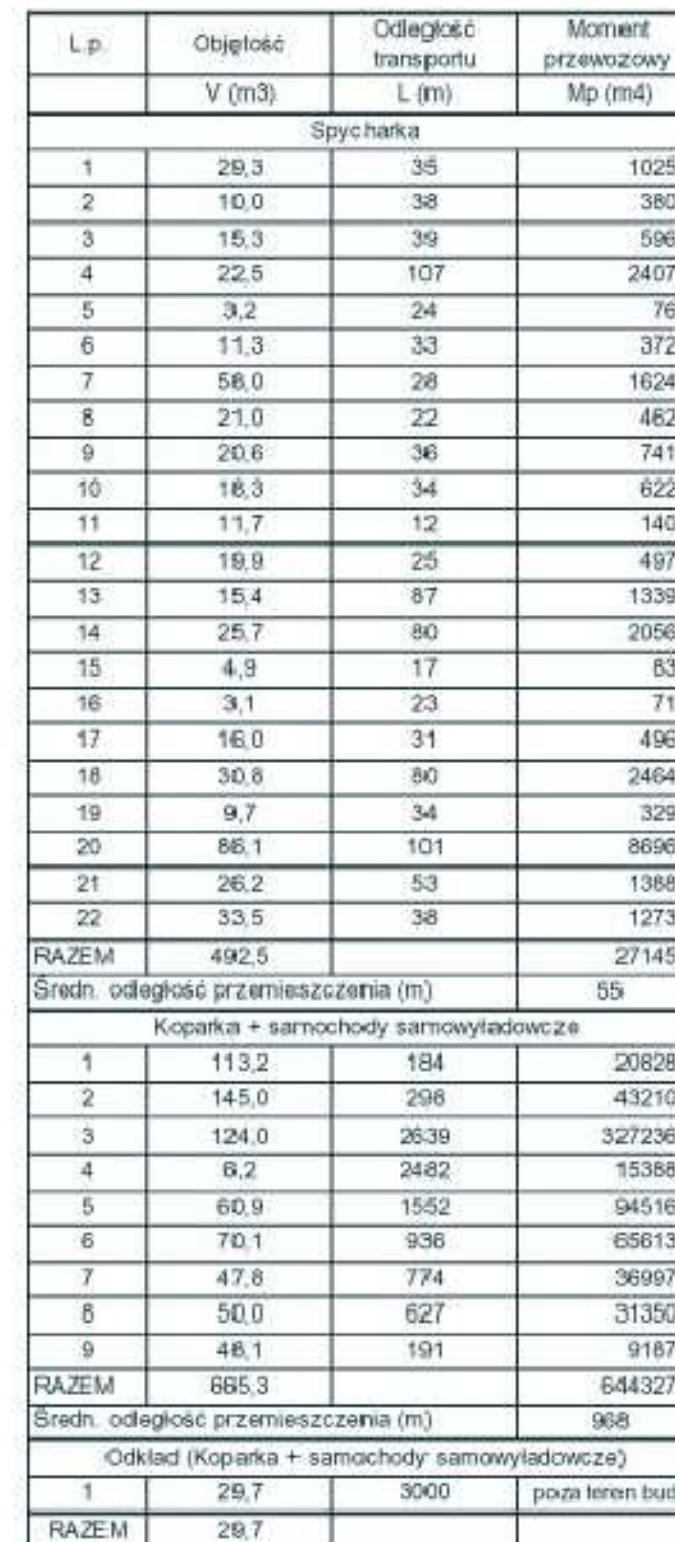 L.p. Objętość Odległość transportu Moment przewozowy
V (m3) L (m) Mp (m4)
Spycharka
1 29,3 35 1025
2 10,0 38 380
3 15,3 39 596
4 22,5 107 2407
5 3,2 24 76
6 11,3 33 372
7 58,0 28 1624
8 21,0 22 462
9 20,6 36 741
10 18,3 34 622
11 11,7 12 140
12 19,9 25 497
13 15,4 87 1339
14 25,7 80 2056
15 4,9 17 83
16 3,1 23 71
17 16,0 31 496
18 30,8 80 2464
19 9,7 34 329
20 86,1 101 8696
21 26,2 53 1388
22 33,5 38 1273
RAZEM 492,5 27145
Średn. odległość przemieszczenia (m) 55
Koparka + samochody samowyładowcze
1 113,2 184 20828
2 145,0 298 43210
3 124,0 2639 327236
4 6,2 2482 15388
5 60,9 1552 94516
6 70,1 936 65613
7 47,8 774 36997
8 50,0 627 31350
9 48,1 191 9187
RAZEM 665,3 644327
Średn. odległość przemieszczenia (m) 968
Odkład (Koparka + samochody samowyładowcze)
1 29,7 3000 poza teren bud
RAZEM 29,7